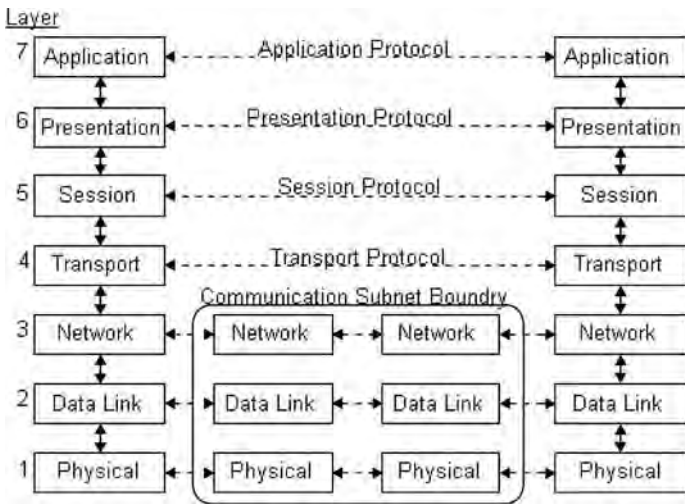 Layer
7 Application Application Protocol Application
6 Presentation Presentation Protocol Presentation
5 Session Session Protocol Session
4 Transport Transport Protocol Transport
Communication Subnet Boundry
3 Network Network Network Network
2 Data Link Data Link Data Link Data Link
1 Physical Physical Physical Physical